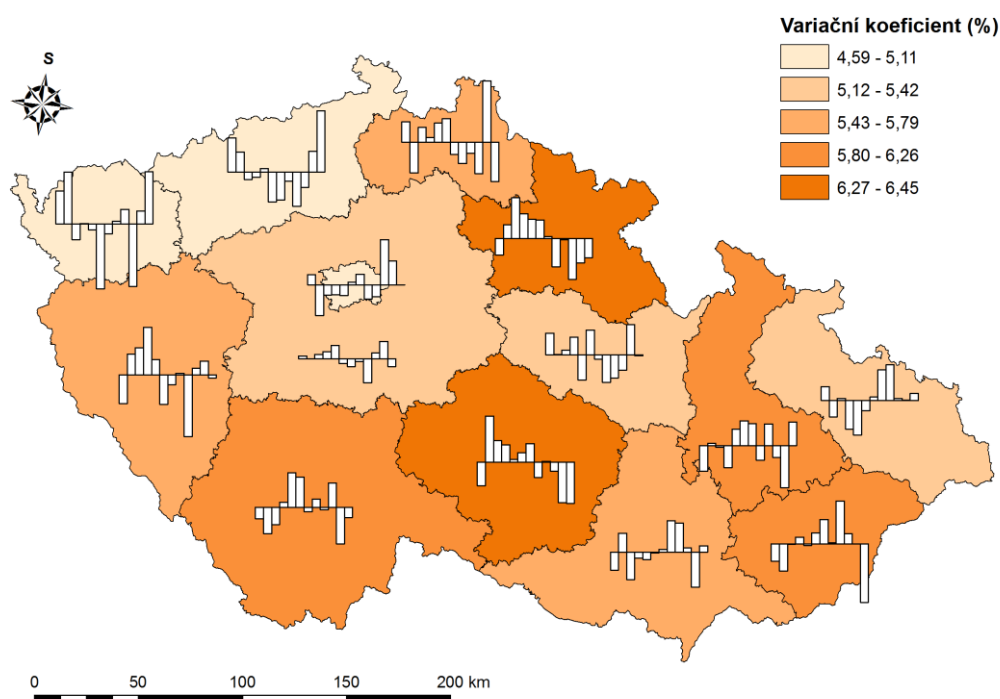 Variační koeficient (%)
4,59 - 5,11
5,12 - 5,42
5,43 - 5,79
5,80 - 6,26
6,27 - 6,45
S
0 50 100 150 200 km